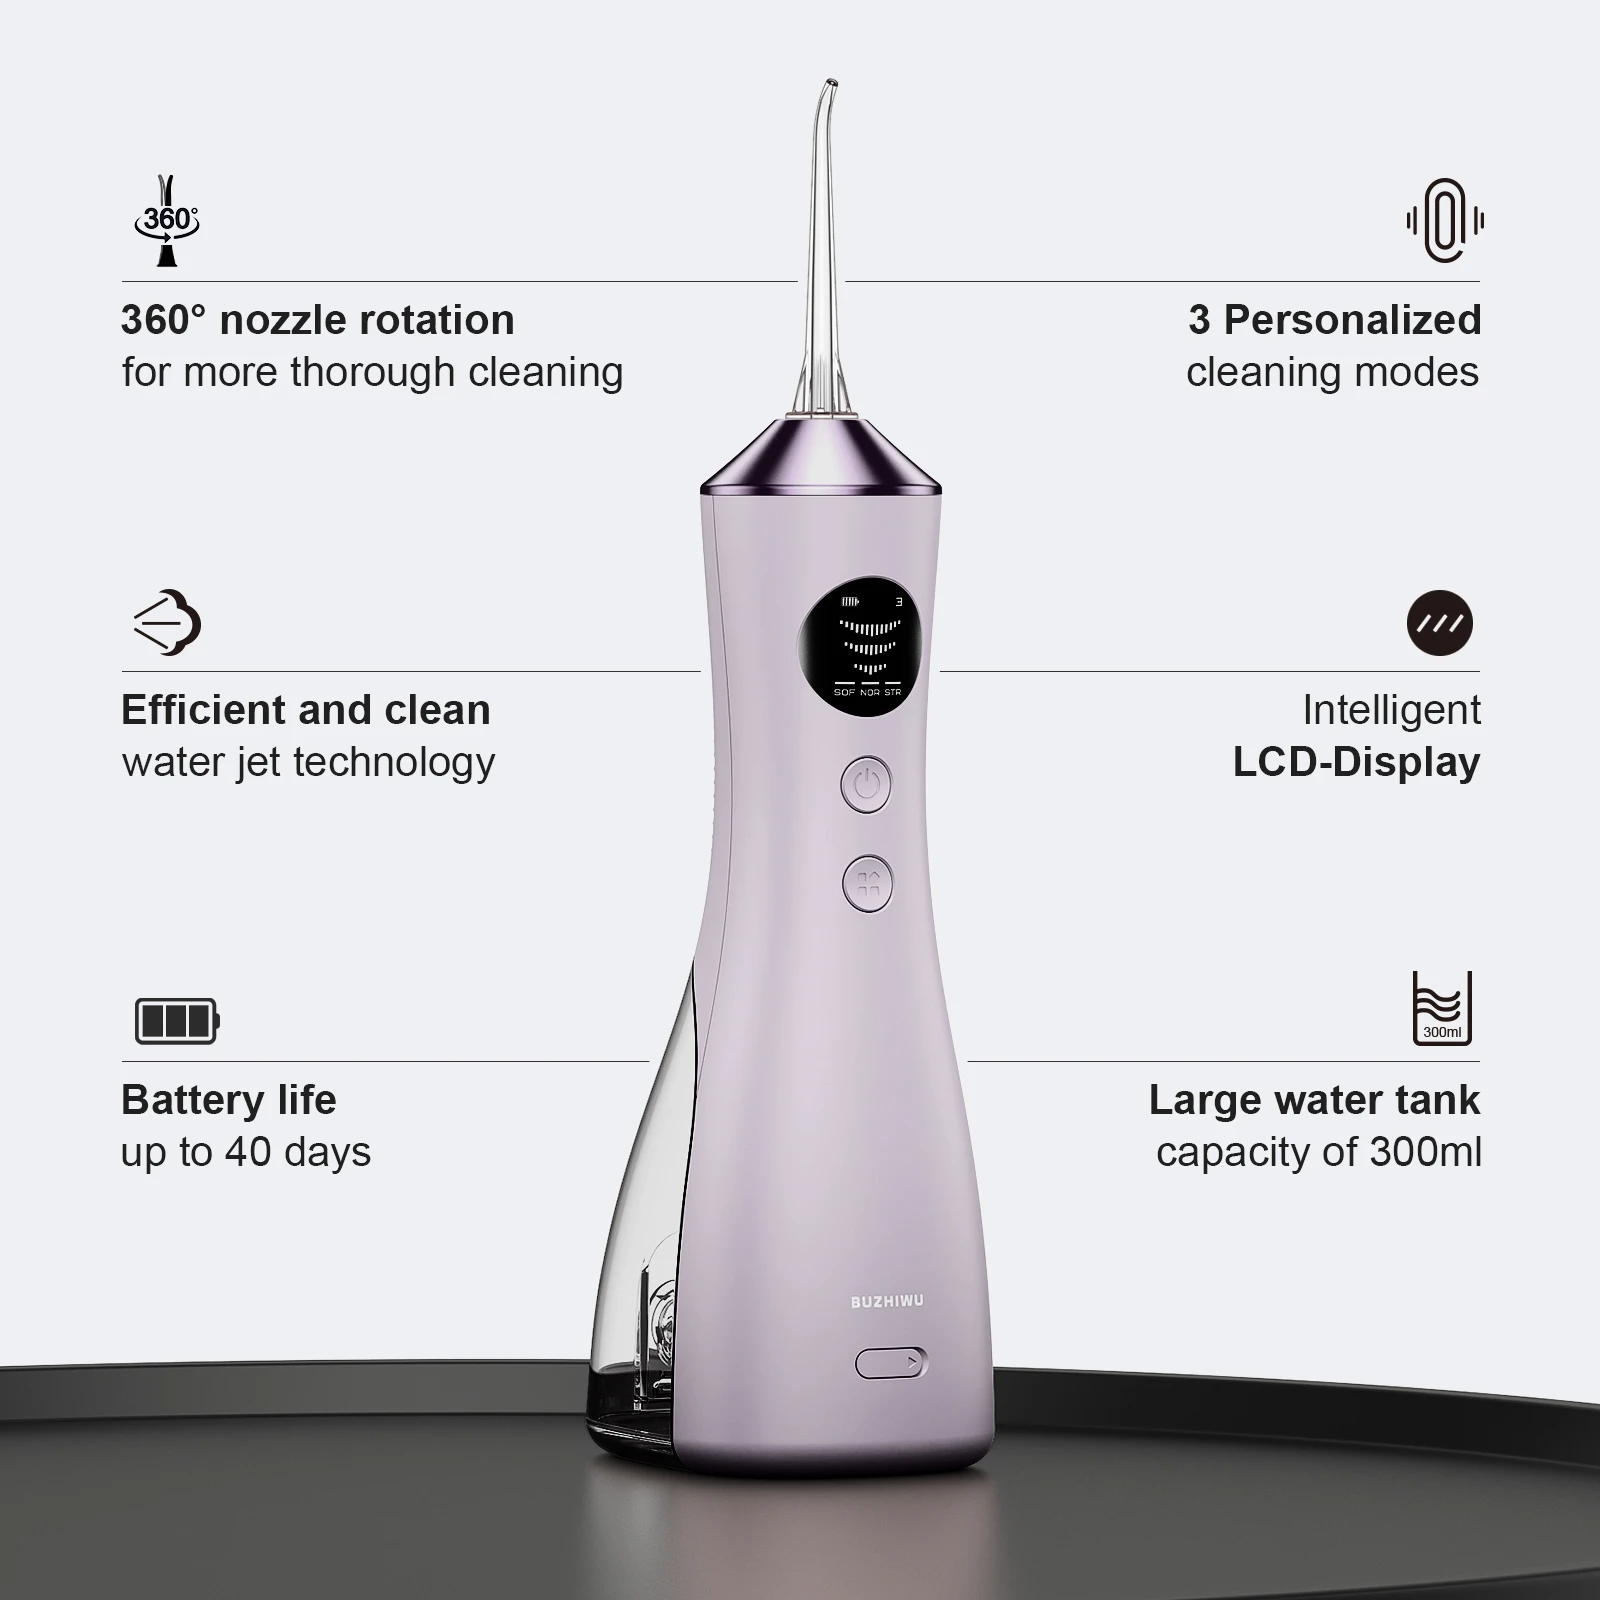 360°
360° nozzle rotation
for more thorough cleaning
3 Personalized
cleaning modes
3
SOF NOR STR
Efficient and clean
water jet technology
Intelligent
LCD-Display
300ml
Battery life
up to 40 days
Large water tank
capacity of 300ml
BUZHIWU